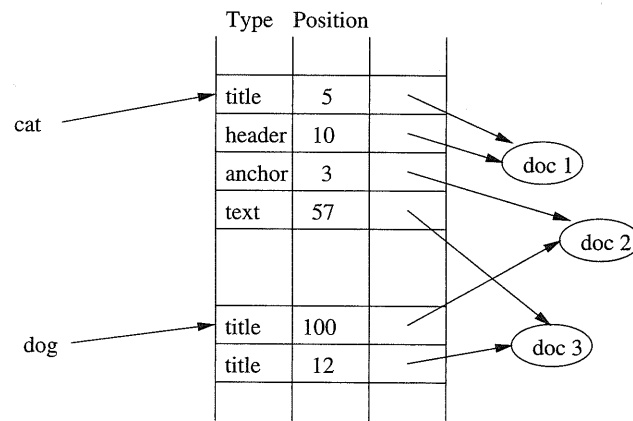 Type Position
title 5
cat
header 10
doc 1
anchor 3
text 57
doc 2
title 100
dog
doc 3
title 12